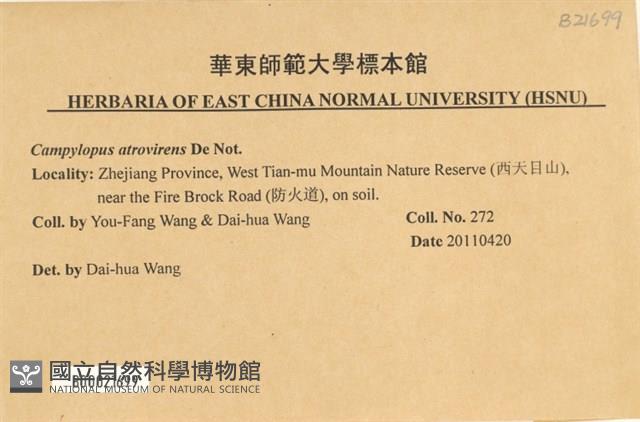 B21699
華東師範大學標本館
HERBARIA OF EAST CHINA NORMAL UNIVERSITY (HSNU)
Campylopus atrovirens De Not.
Locality: Zhejiang Province, West Tian-mu Mountain Nature Reserve (西天目山),
near the Fire Brock Road (防火道), on soil.
Coll. by You-Fang Wang & Dai-hua Wang Coll. No. 272
Date 20110420
Det. by Dai-hua Wang
國立自然科學博物館
B00021699
NATIONAL MUSEUM OF NATURAL SCIENCE